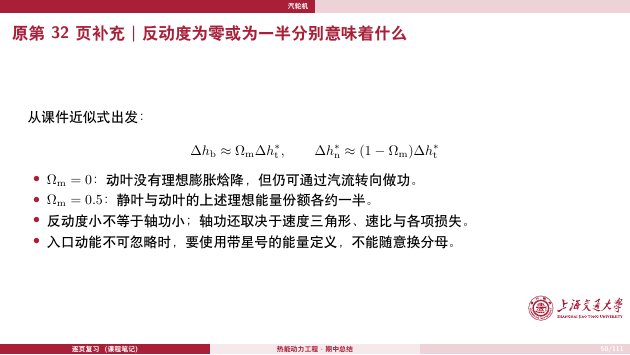 汽轮机
原第 32 页补充 | 反动度为零或为一半分别意味着什么
从课件近似式出发：
Δh_b ≈ Ω_mΔh_t^*,  Δh_n^* ≈ (1 − Ω_m)Δh_t^*
• Ω_m = 0：动叶没有理想膨胀焓降，但仍可通过汽流转向做功。
• Ω_m = 0.5：静叶与动叶的上述理想能量份额各约一半。
• 反动度小不等于轴功小；轴功还取决于速度三角形、速比与各项损失。
• 入口动能不可忽略时，要使用带星号的能量定义，不能随意换分母。
上海交通大学
SHANGHAI JIAO TONG UNIVERSITY
逐页复习（课程笔记） 热能动力工程 · 期中总结 50/111